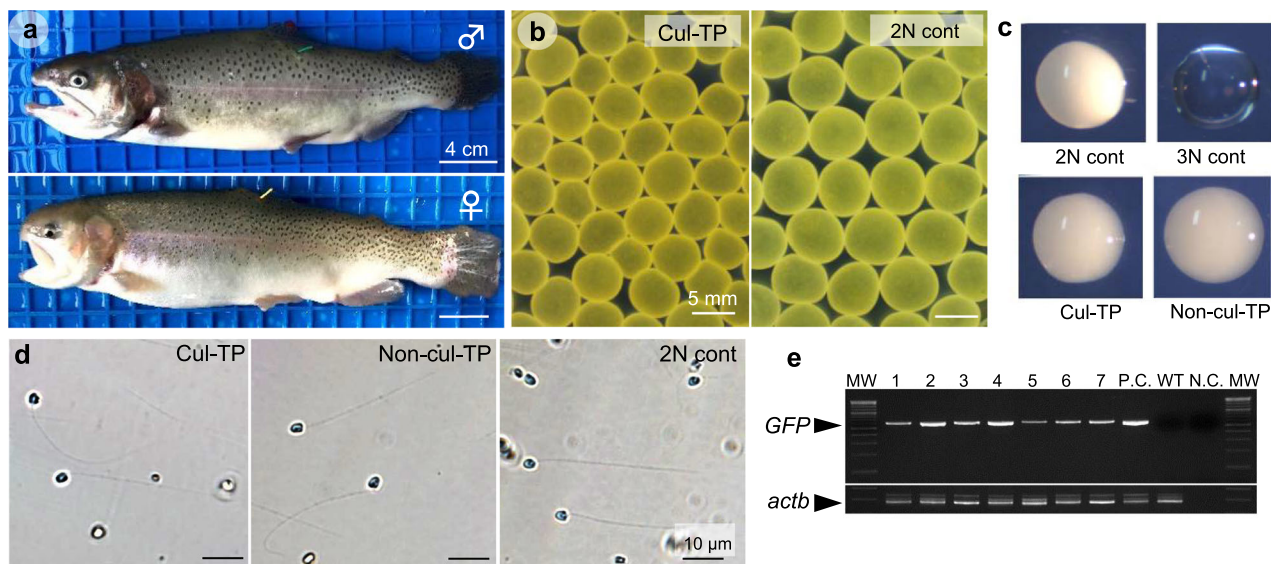 a
♂
4 cm
♀
b
Cul-TP
2N cont
5 mm
c
2N cont
3N cont
Cul-TP
Non-cul-TP
d
Cul-TP
Non-cul-TP
2N cont
10 µm
e
MW 1 2 3 4 5 6 7 P.C. WT N.C. MW
GFP
actb